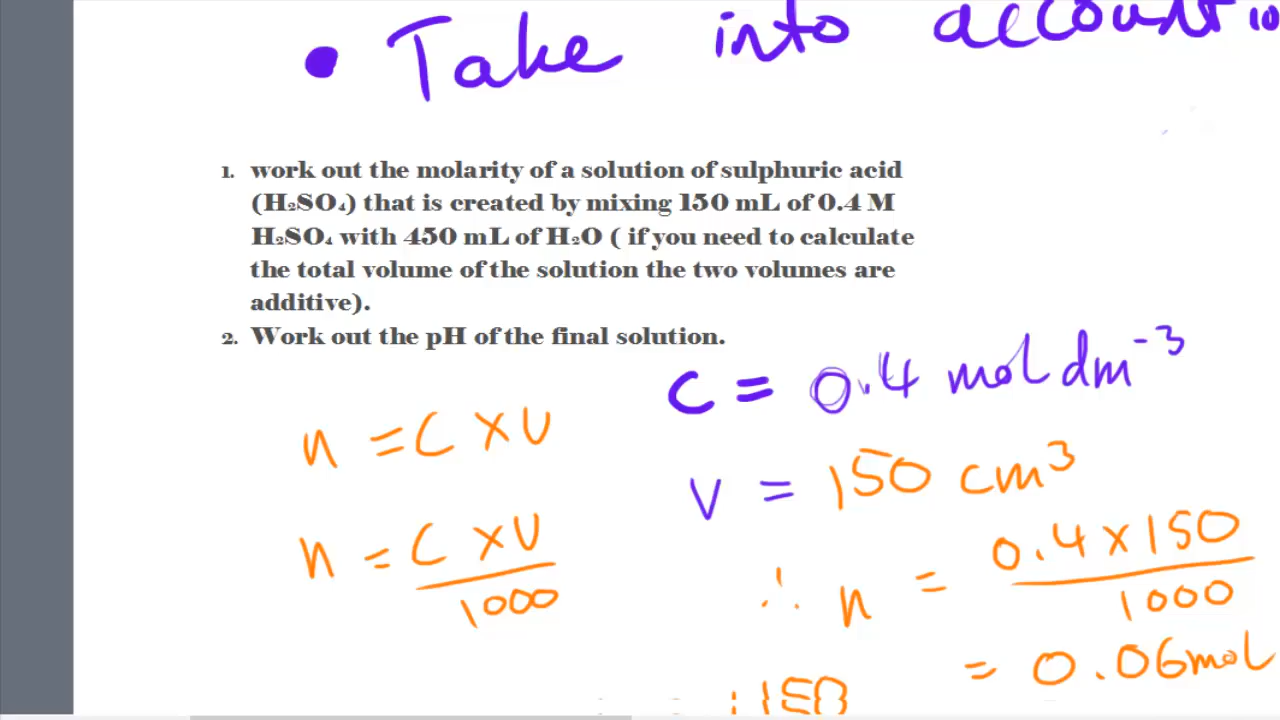 • Take into account
1. work out the molarity of a solution of sulphuric acid
(H₂SO₄) that is created by mixing 150 mL of 0.4 M
H₂SO₄ with 450 mL of H₂O ( if you need to calculate
the total volume of the solution the two volumes are
additive).
2. Work out the pH of the final solution.
C = 0.4 mol dm⁻³
n = C × V
V = 150 cm³
n = C × V / 1000
∴ n = 0.4 × 150 / 1000
= 0.06mol